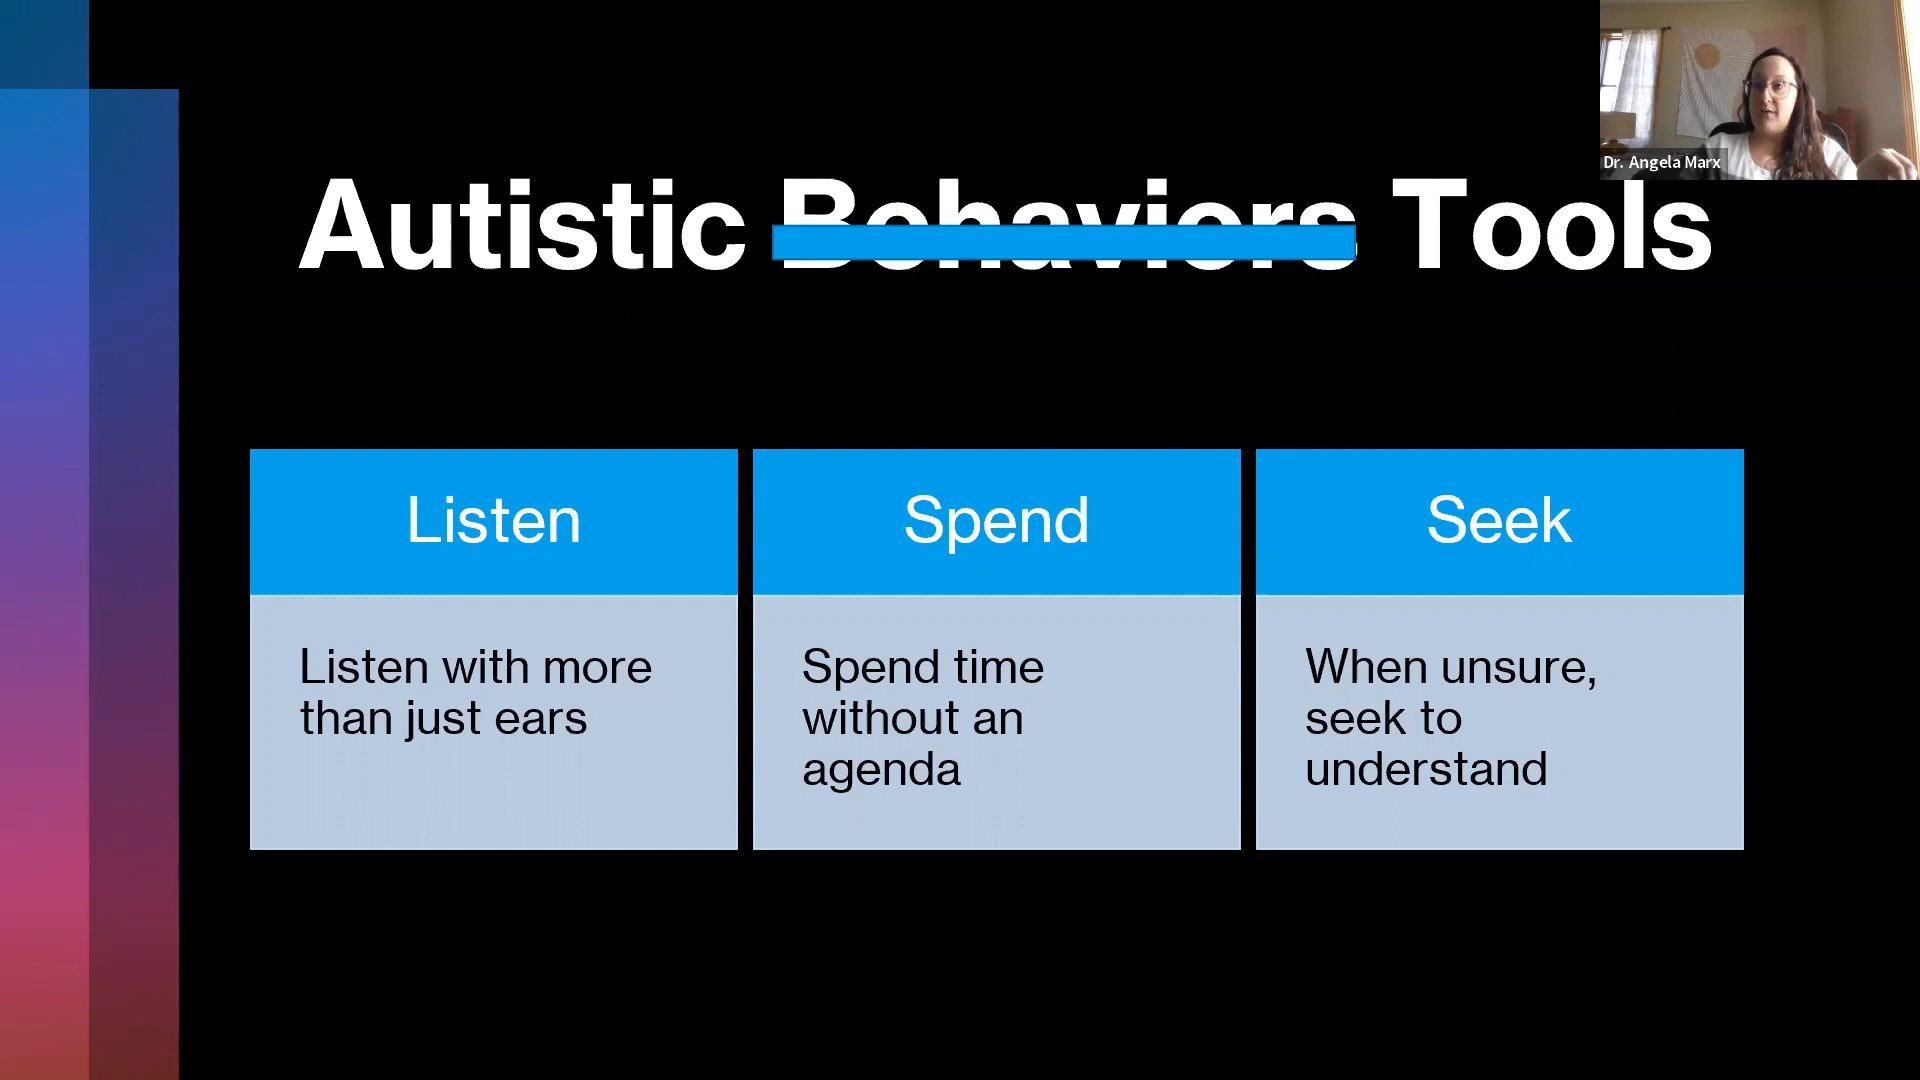 Dr. Angela Marx
Autistic Behaviors Tools
Listen
Spend
Seek
Listen with more
than just ears
Spend time
without an
agenda
When unsure,
seek to
understand